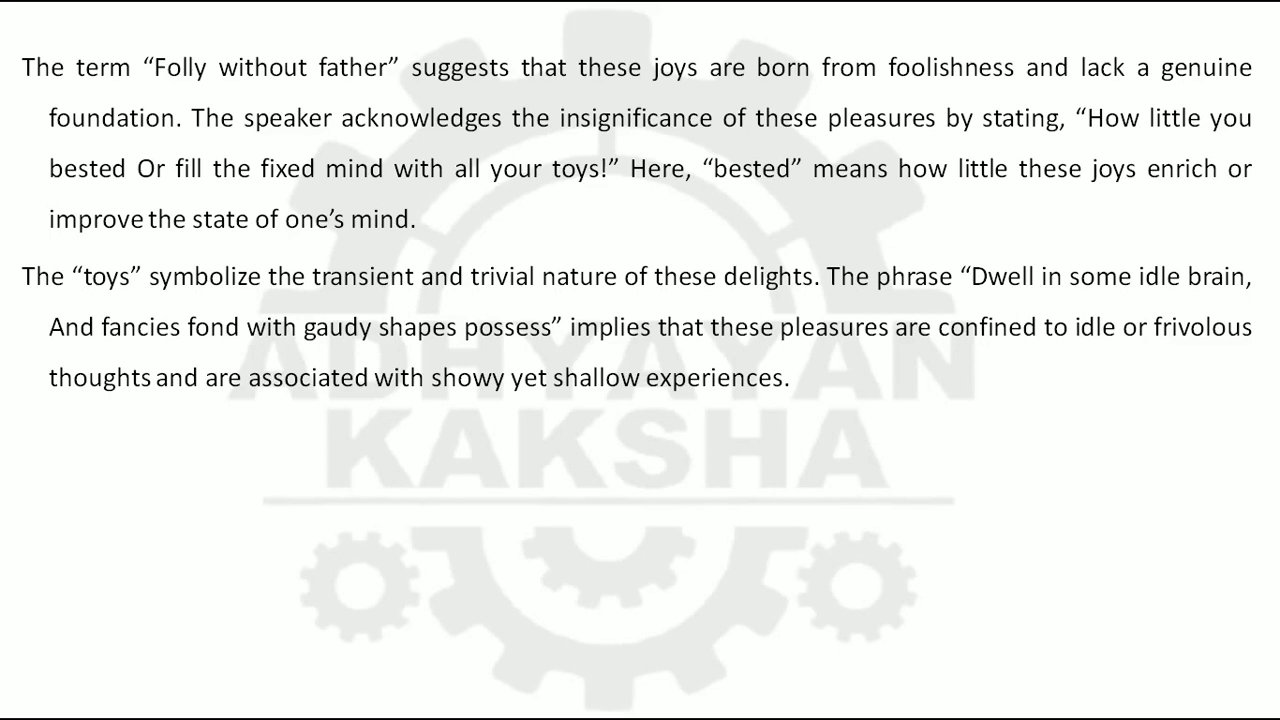 The term “Folly without father” suggests that these joys are born from foolishness and lack a genuine
foundation. The speaker acknowledges the insignificance of these pleasures by stating, “How little you
bested Or fill the fixed mind with all your toys!” Here, “bested” means how little these joys enrich or
improve the state of one’s mind.
The “toys” symbolize the transient and trivial nature of these delights. The phrase “Dwell in some idle brain,
And fancies fond with gaudy shapes possess” implies that these pleasures are confined to idle or frivolous
thoughts and are associated with showy yet shallow experiences.
ADHYAYAN
KAKSHA